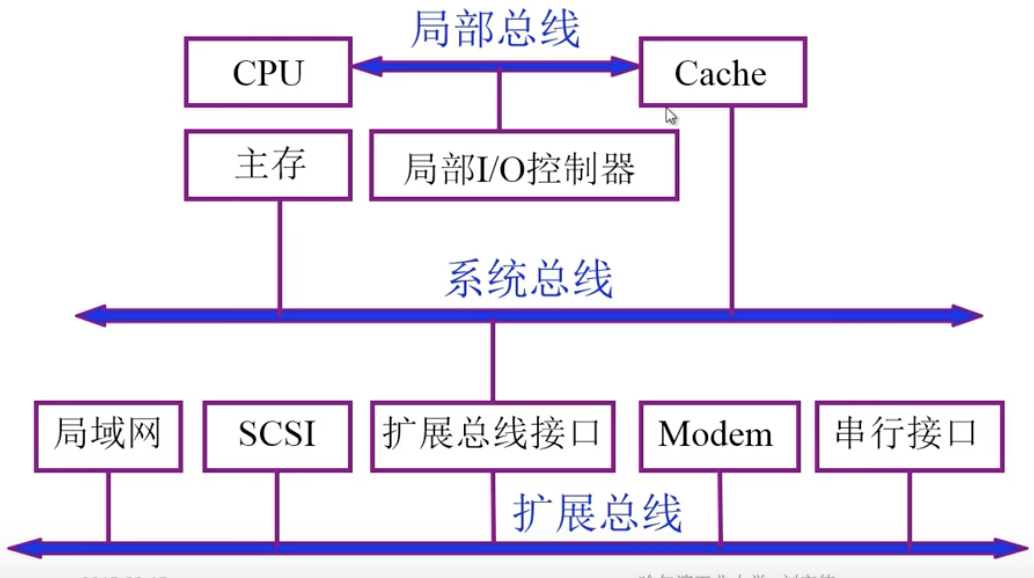 局部总线
CPU
Cache
主存
局部I/O控制器
系统总线
局域网
SCSI
扩展总线接口
Modem
串行接口
扩展总线